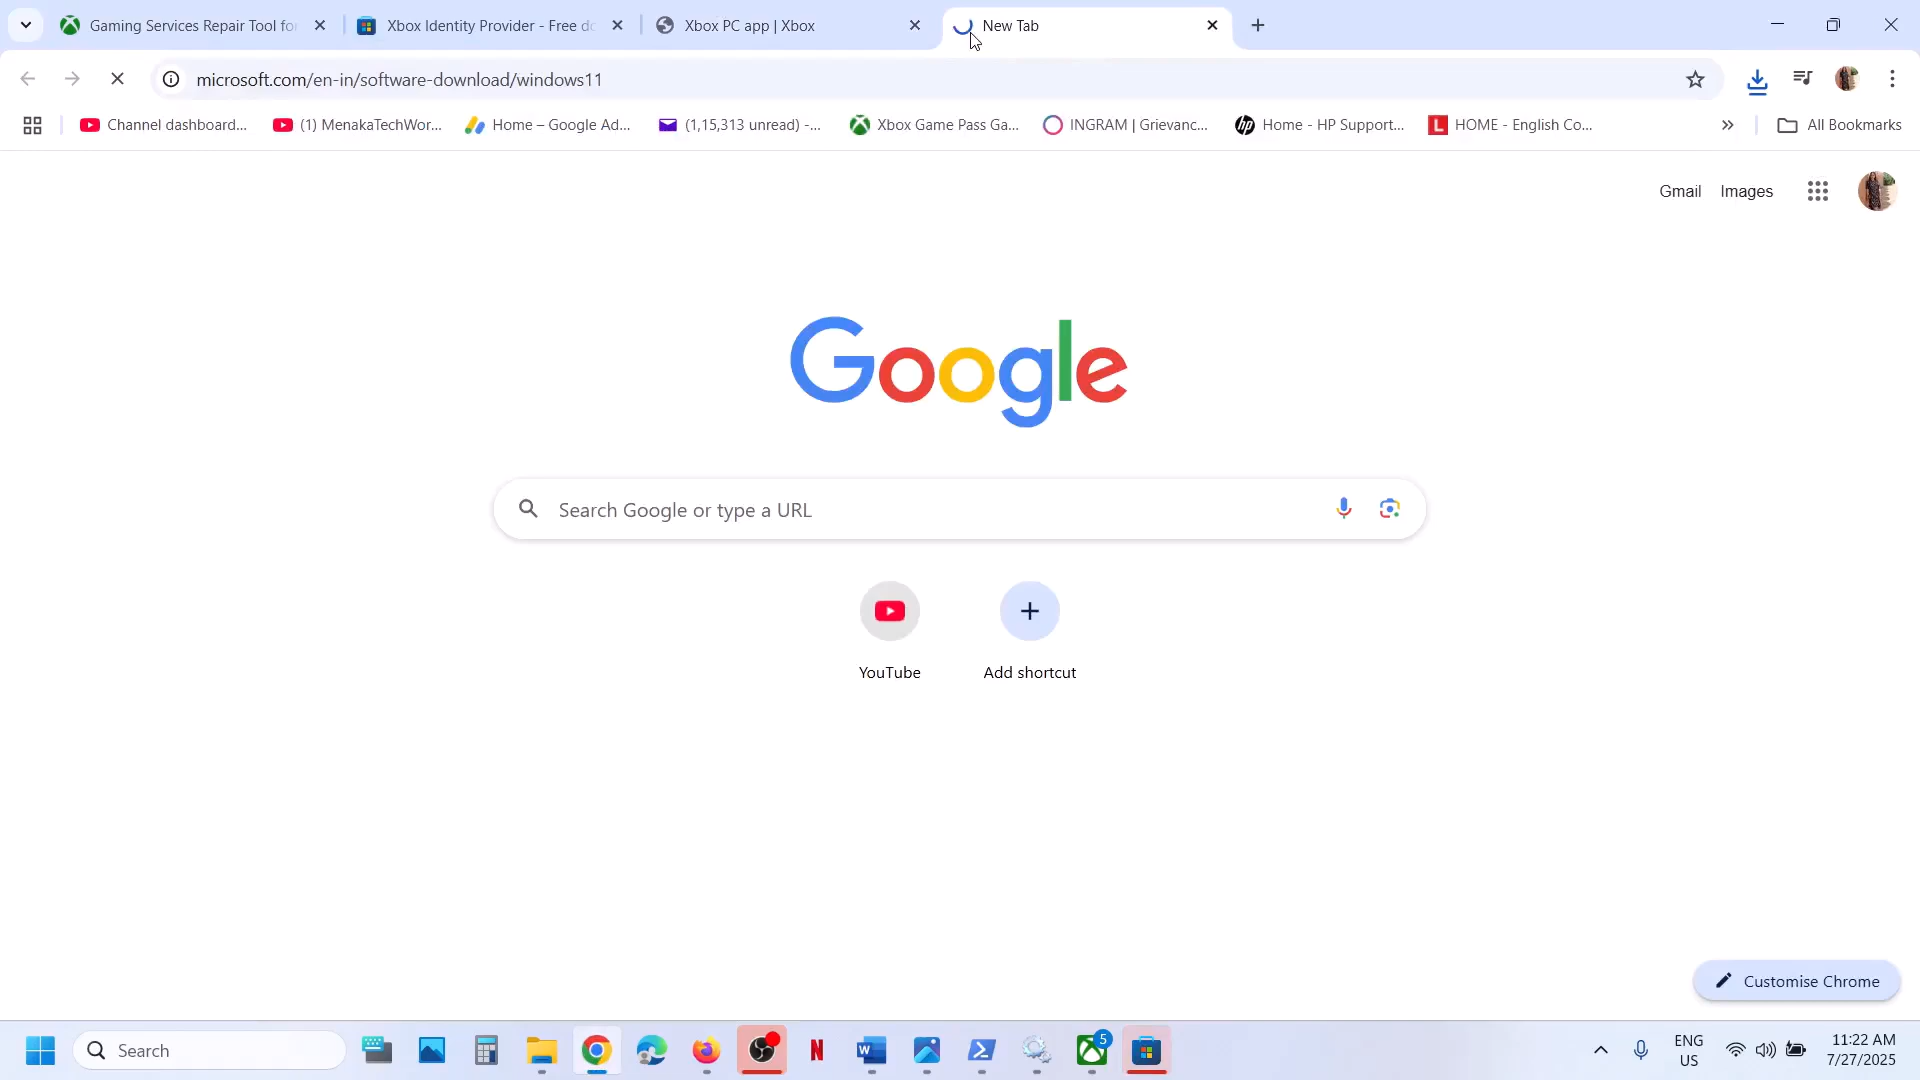 Gaming Services Repair Tool for
Xbox Identity Provider - Free do
Xbox PC app | Xbox
New Tab
microsoft.com/en-in/software-download/windows11
Channel dashboard...
(1) MenakaTechWor...
Home – Google Ad...
(1,15,313 unread) -...
Xbox Game Pass Ga...
INGRAM | Grievanc...
Home - HP Support...
HOME - English Co...
All Bookmarks
Gmail
Images
Google
Search Google or type a URL
YouTube
Add shortcut
Customise Chrome
Search
5
ENG
US
11:22 AM
7/27/2025